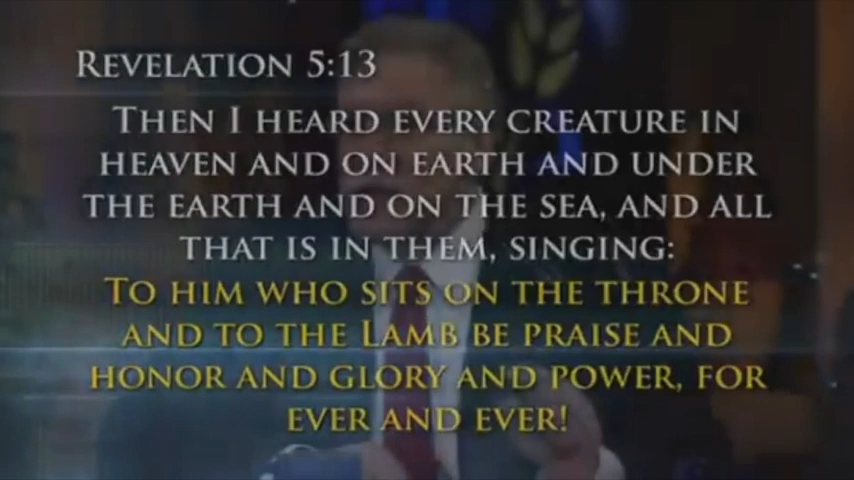 REVELATION 5:13
THEN I HEARD EVERY CREATURE IN
HEAVEN AND ON EARTH AND UNDER
THE EARTH AND ON THE SEA, AND ALL
THAT IS IN THEM, SINGING:
TO HIM WHO SITS ON THE THRONE
AND TO THE LAMB BE PRAISE AND
HONOR AND GLORY AND POWER, FOR
EVER AND EVER!